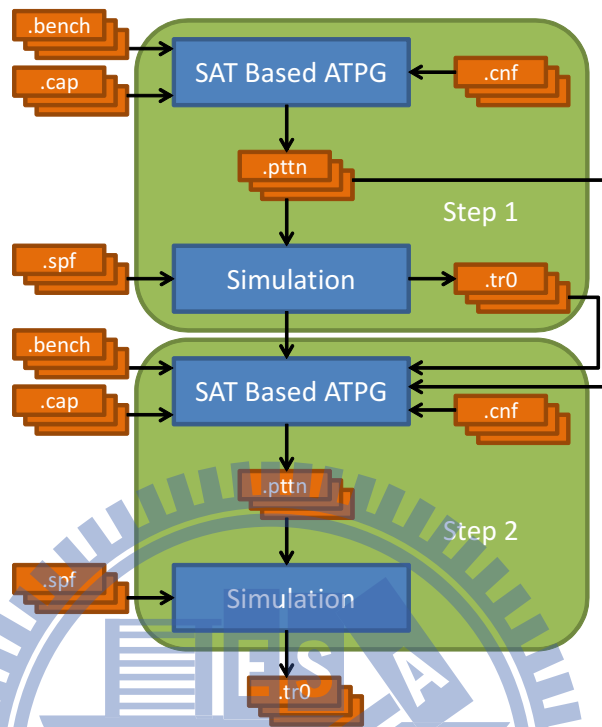 .bench
SAT Based ATPG
.cnf
.cap
.pttn
Step 1
.spf
Simulation
.tr0
.bench
SAT Based ATPG
.cap
.cnf
.pttn
Step 2
.spf
Simulation
E S A
.tr0